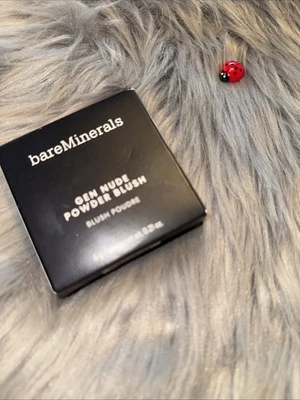 bareMinerals
GEN NUDE
POWDER BLUSH
BLUSH POUDRE